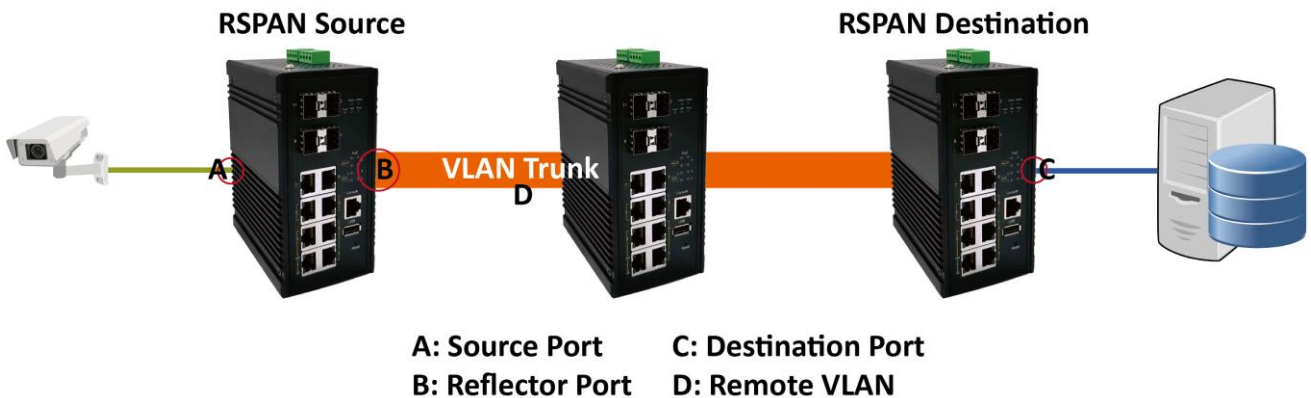 RSPAN Source
RSPAN Destination
A
B
VLAN Trunk
D
C
A: Source Port
C: Destination Port
B: Reflector Port
D: Remote VLAN